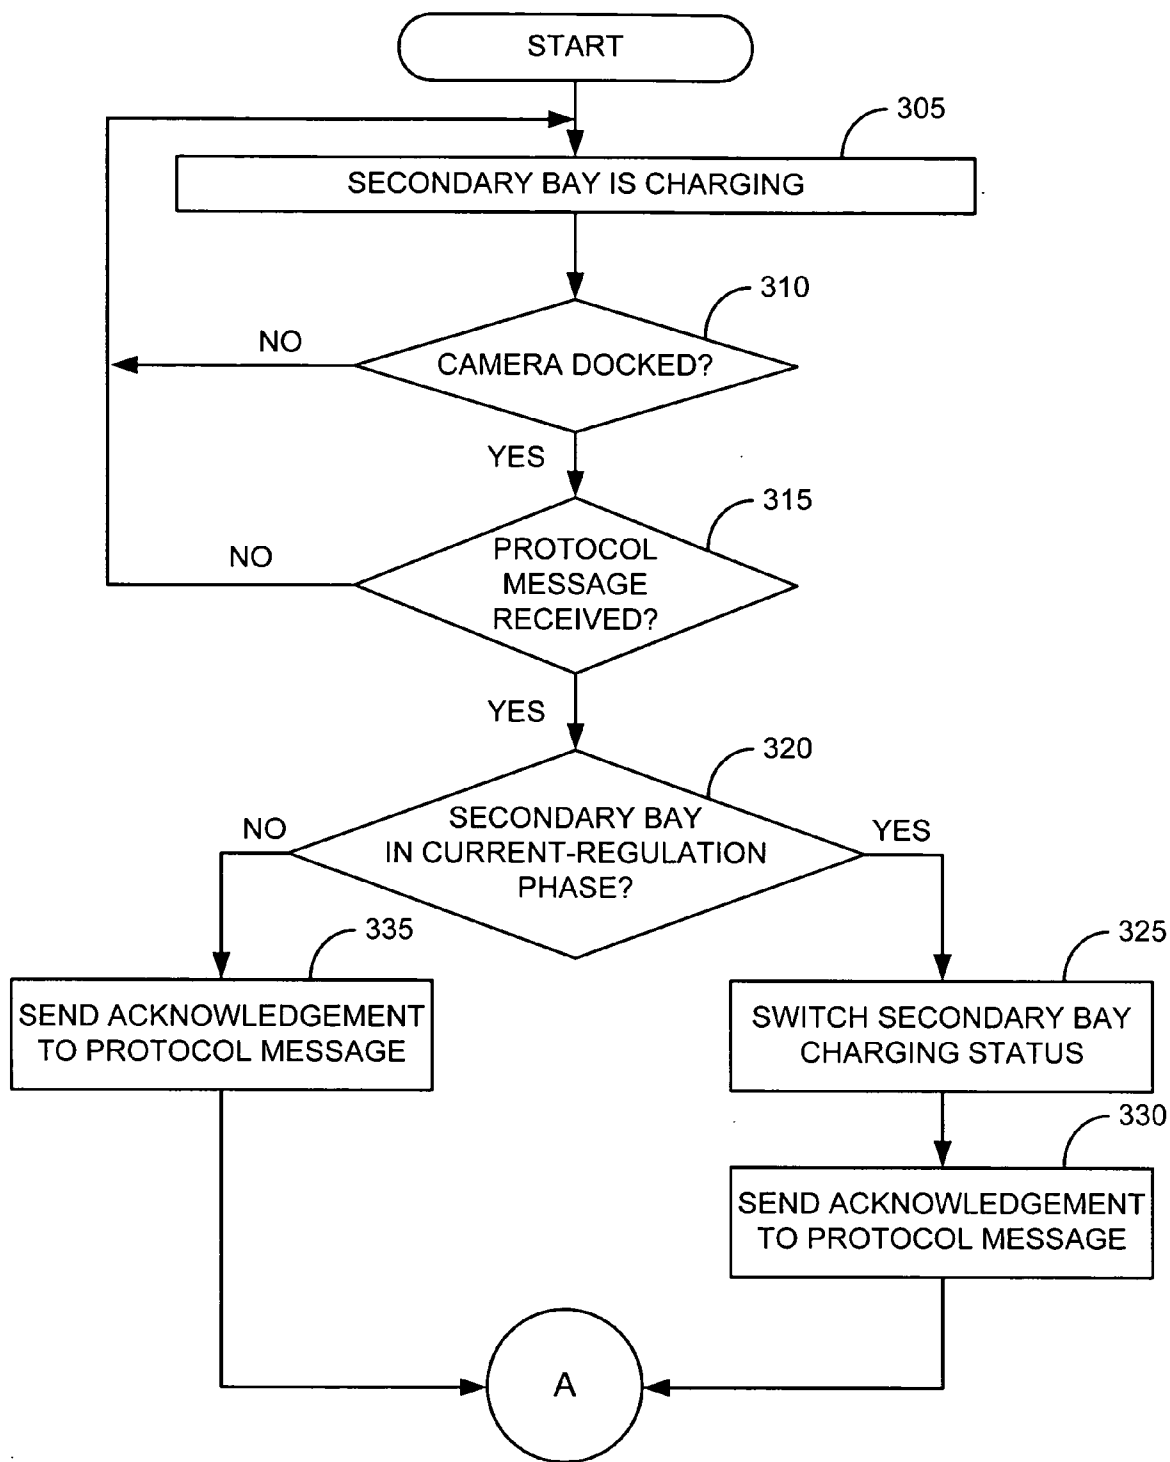 START
305
SECONDARY BAY IS CHARGING
310
NO
CAMERA DOCKED?
YES
315
NO
PROTOCOL
MESSAGE
RECEIVED?
YES
320
NO
SECONDARY BAY
IN CURRENT-REGULATION
PHASE?
YES
335
SEND ACKNOWLEDGEMENT
TO PROTOCOL MESSAGE
325
SWITCH SECONDARY BAY
CHARGING STATUS
330
SEND ACKNOWLEDGEMENT
TO PROTOCOL MESSAGE
A